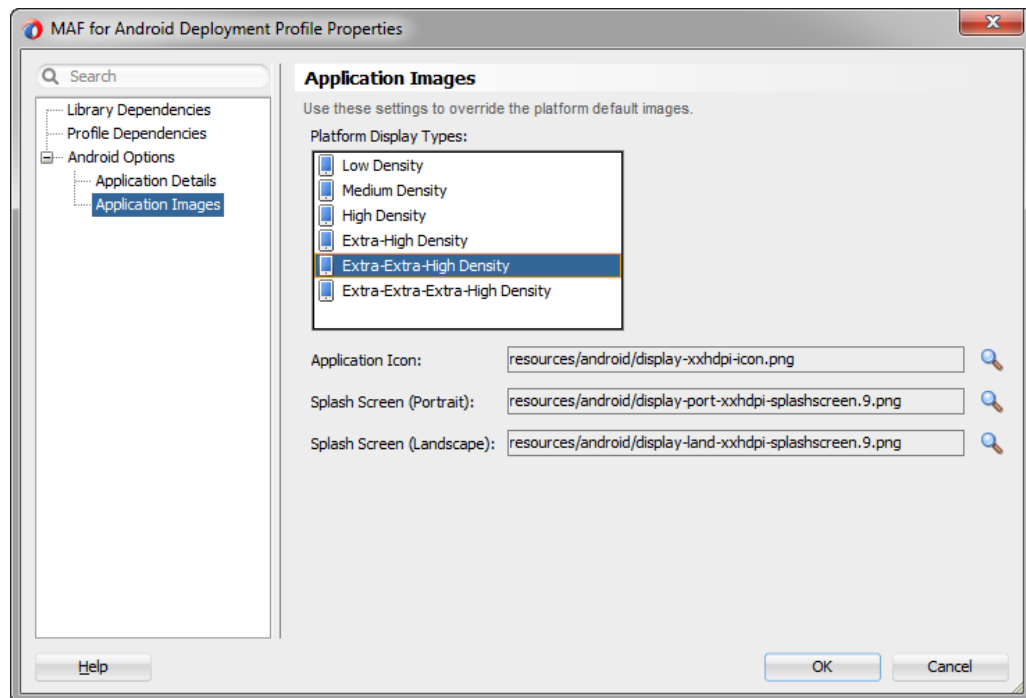 MAF for Android Deployment Profile Properties
Search
Library Dependencies
Profile Dependencies
Android Options
Application Details
Application Images
Application Images
Use these settings to override the platform default images.
Platform Display Types:
Low Density
Medium Density
High Density
Extra-High Density
Extra-Extra-High Density
Extra-Extra-Extra-High Density
Application Icon: resources/android/display-xxhdpi-icon.png
Splash Screen (Portrait): resources/android/display-port-xxhdpi-splashscreen.9.png
Splash Screen (Landscape): resources/android/display-land-xxhdpi-splashscreen.9.png
Help OK Cancel